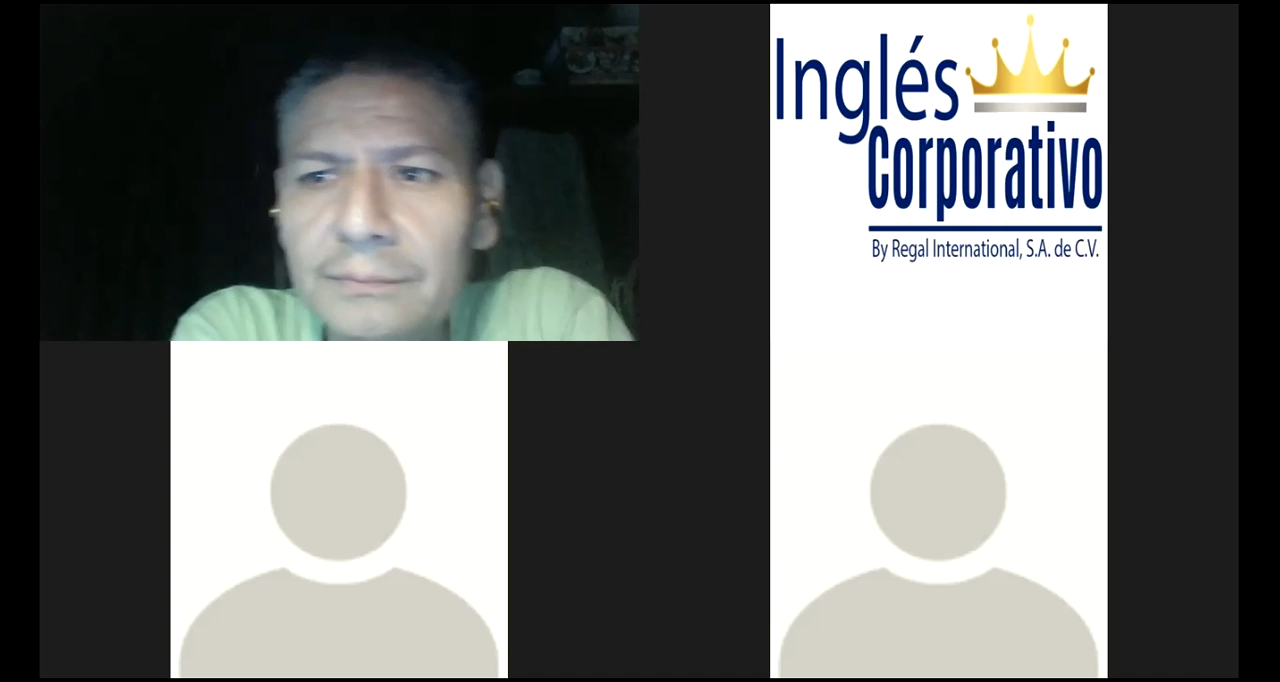 Inglés
Corporativo
By Regal International, S.A. de C.V.